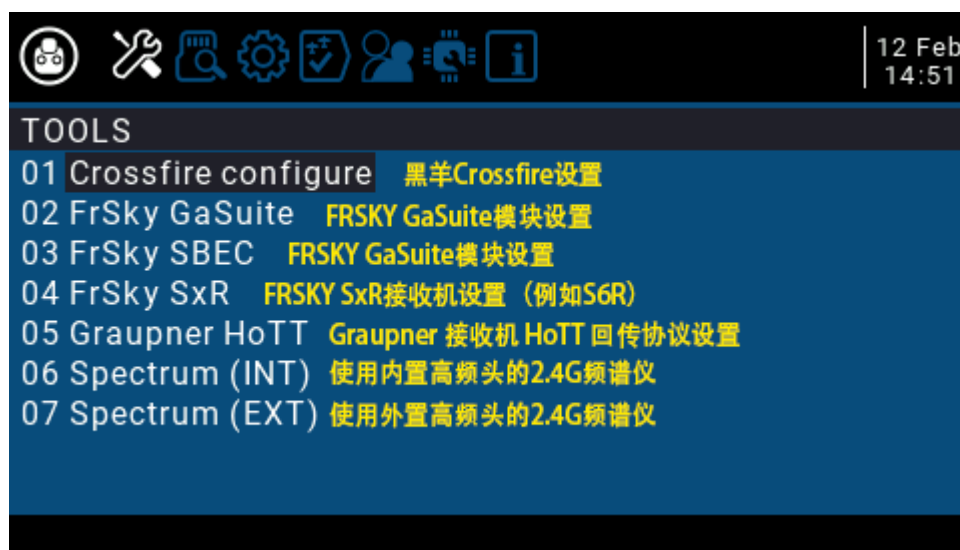 12 Feb
14:51
TOOLS
01 Crossfire configure 黑羊Crossfire设置
02 FrSky GaSuite FRSKY GaSuite模块设置
03 FrSky SBEC FRSKY GaSuite模块设置
04 FrSky SxR FRSKY SxR接收机设置（例如S6R）
05 Graupner HoTT Graupner 接收机 HoTT 回传协议设置
06 Spectrum (INT) 使用内置高频头的2.4G频谱仪
07 Spectrum (EXT) 使用外置高频头的2.4G频谱仪